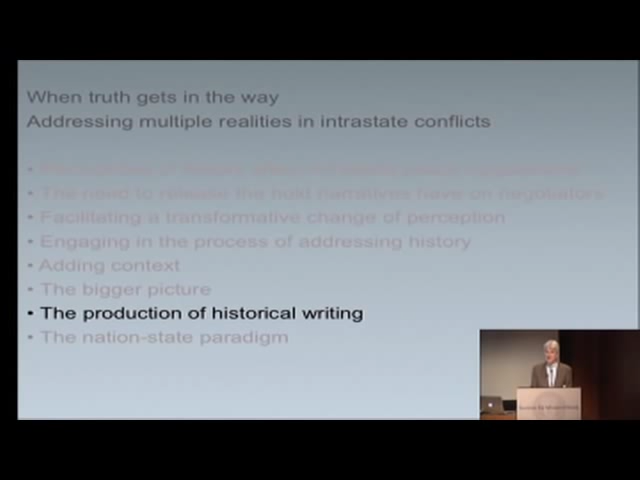 When truth gets in the way
Addressing multiple realities in intrastate conflicts
• The need to release the hold narratives have on negotiators
• Facilitating a transformative change of perception
• Engaging in the process of addressing history
• Adding context
• The bigger picture
• The production of historical writing
• The nation-state paradigm